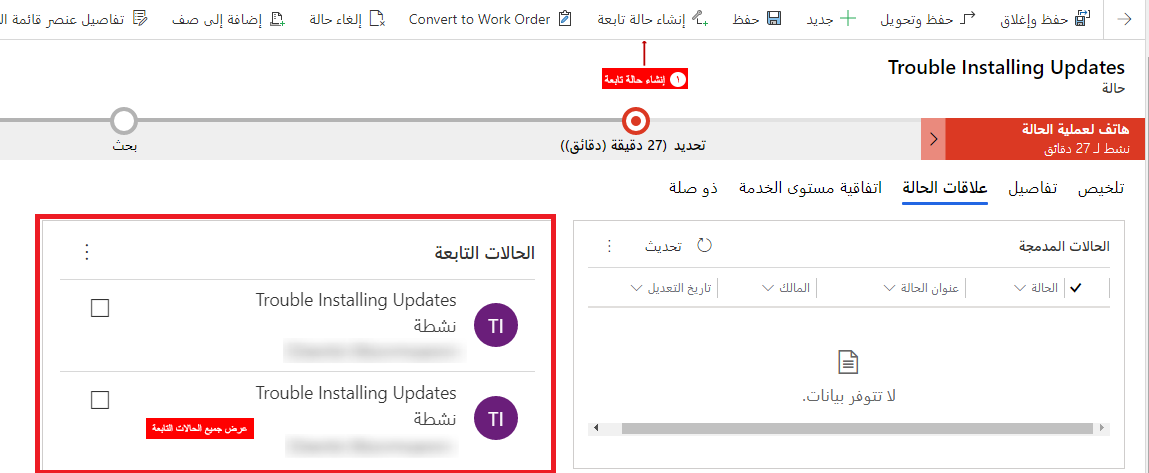 حفظ وإغلاق
حفظ وتحويل
جديد
حفظ
إنشاء حالة تابعة
Convert to Work Order
إلغاء حالة
إضافة إلى صف
تفاصيل عنصر قائمة
١ إنشاء حالة تابعة
Trouble Installing Updates
حالة
هاتف لعملية الحالة
نشط لـ 27 دقائق
تحديد (27 دقيقة (دقائق))
بحث
تلخيص
تفاصيل
علاقات الحالة
اتفاقية مستوى الخدمة
ذو صلة
الحالات المدمجة
تحديث
الحالة
عنوان الحالة
المالك
تاريخ التعديل
لا تتوفر بيانات.
الحالات التابعة
TI
Trouble Installing Updates
نشطة
TI
Trouble Installing Updates
نشطة
عرض جميع الحالات التابعة